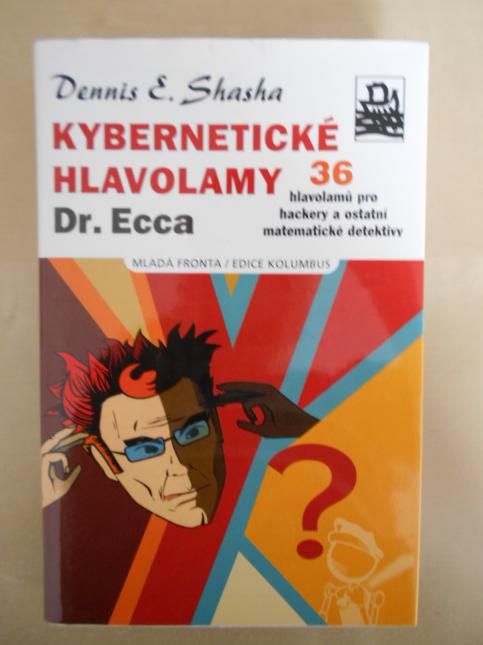 Dennis E. Shasha
KYBERNETICKÉ
HLAVOLAMY
Dr. Ecca
36
hlavolamů pro
hackery a ostatní
matematické detektivy
MLADÁ FRONTA / EDICE KOLUMBUS
?